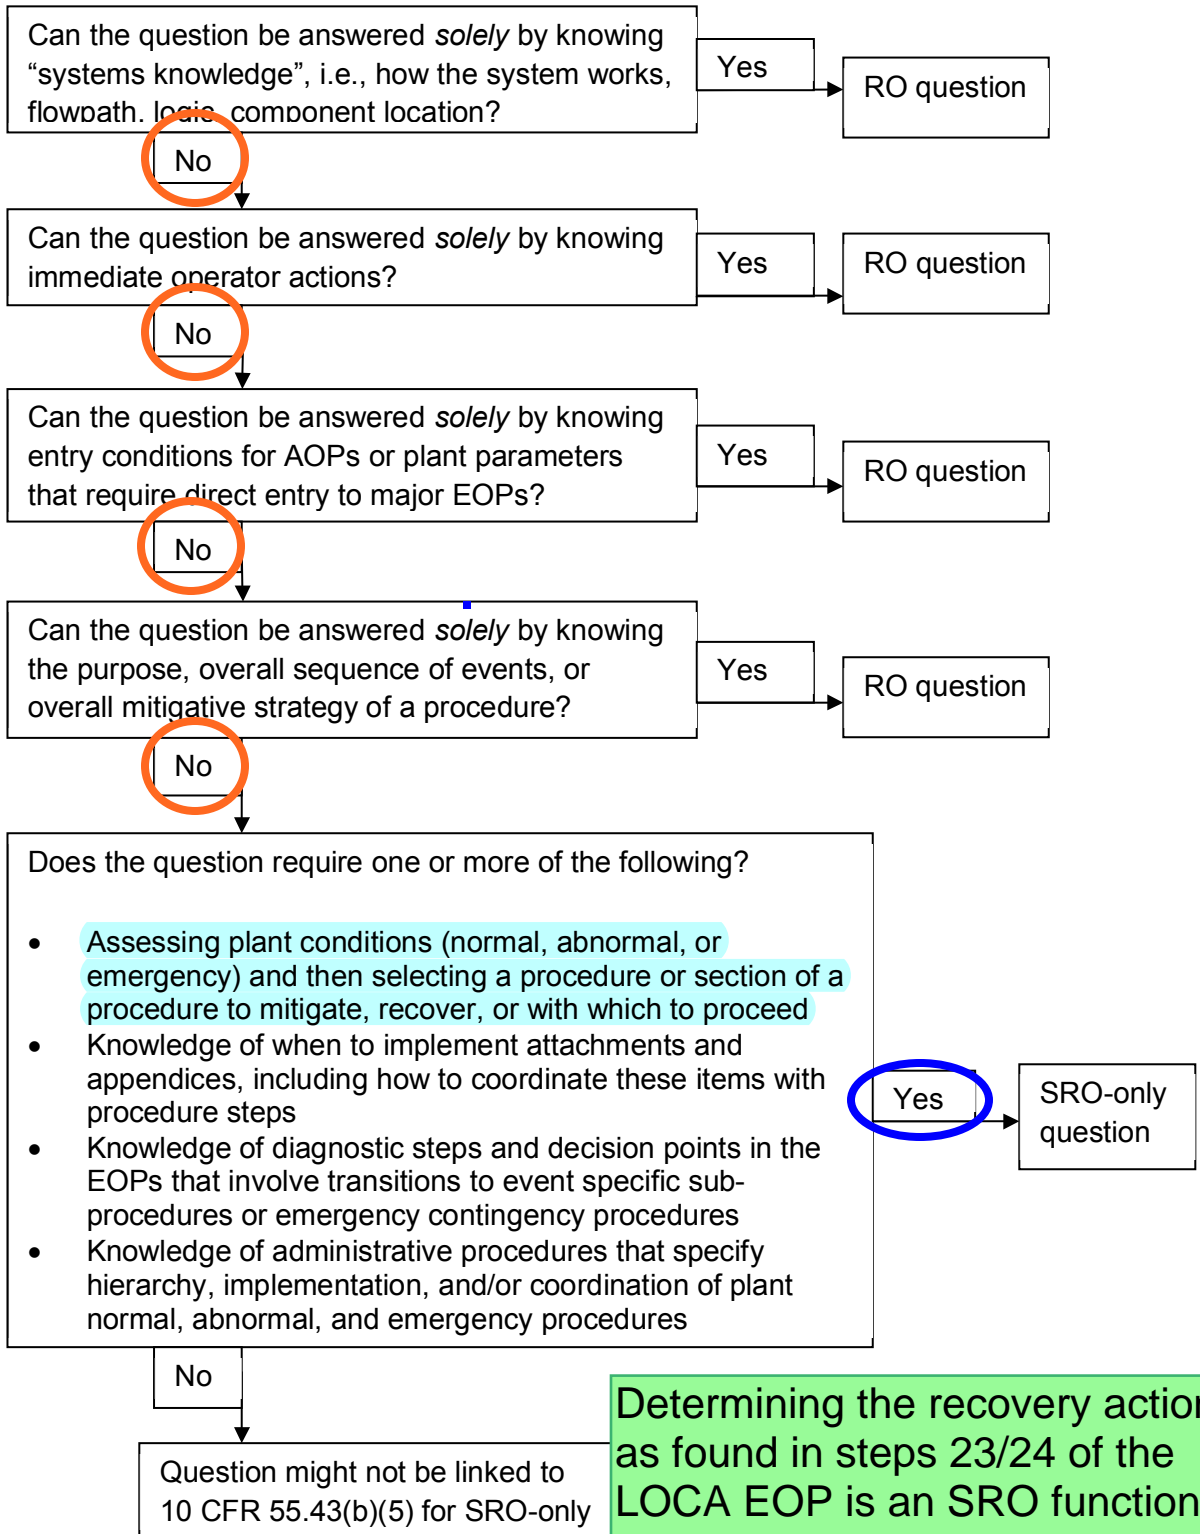 Can the question be answered solely by knowing
“systems knowledge”, i.e., how the system works,
flowpath, logic, component location?
Yes
RO question
No
Can the question be answered solely by knowing
immediate operator actions?
Yes
RO question
No
Can the question be answered solely by knowing
entry conditions for AOPs or plant parameters
that require direct entry to major EOPs?
Yes
RO question
No
Can the question be answered solely by knowing
the purpose, overall sequence of events, or
overall mitigative strategy of a procedure?
Yes
RO question
No
Does the question require one or more of the following?
• Assessing plant conditions (normal, abnormal, or
emergency) and then selecting a procedure or section of a
procedure to mitigate, recover, or with which to proceed
• Knowledge of when to implement attachments and
appendices, including how to coordinate these items with
procedure steps
• Knowledge of diagnostic steps and decision points in the
EOPs that involve transitions to event specific sub-
procedures or emergency contingency procedures
• Knowledge of administrative procedures that specify
hierarchy, implementation, and/or coordination of plant
normal, abnormal, and emergency procedures
Yes
SRO-only
question
No
Question might not be linked to
10 CFR 55.43(b)(5) for SRO-only
Determining the recovery action
as found in steps 23/24 of the
LOCA EOP is an SRO function